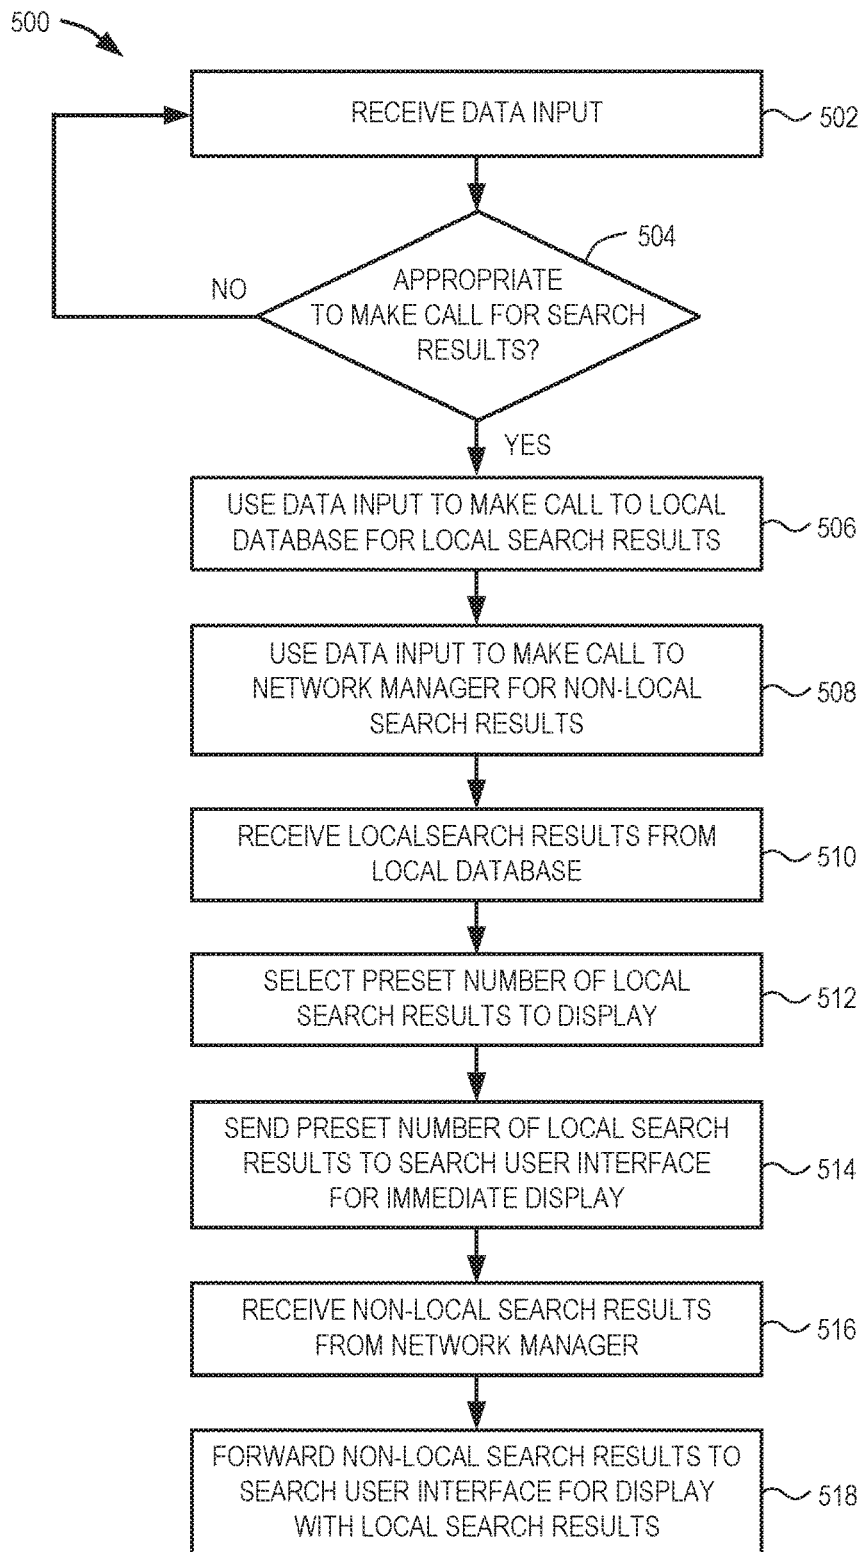 500
RECEIVE DATA INPUT
502
504
APPROPRIATE
TO MAKE CALL FOR SEARCH
RESULTS?
NO
YES
USE DATA INPUT TO MAKE CALL TO LOCAL
DATABASE FOR LOCAL SEARCH RESULTS
506
USE DATA INPUT TO MAKE CALL TO
NETWORK MANAGER FOR NON-LOCAL
SEARCH RESULTS
508
RECEIVE LOCALSEARCH RESULTS FROM
LOCAL DATABASE
510
SELECT PRESET NUMBER OF LOCAL
SEARCH RESULTS TO DISPLAY
512
SEND PRESET NUMBER OF LOCAL SEARCH
RESULTS TO SEARCH USER INTERFACE
FOR IMMEDIATE DISPLAY
514
RECEIVE NON-LOCAL SEARCH RESULTS
FROM NETWORK MANAGER
516
FORWARD NON-LOCAL SEARCH RESULTS TO
SEARCH USER INTERFACE FOR DISPLAY
WITH LOCAL SEARCH RESULTS
518